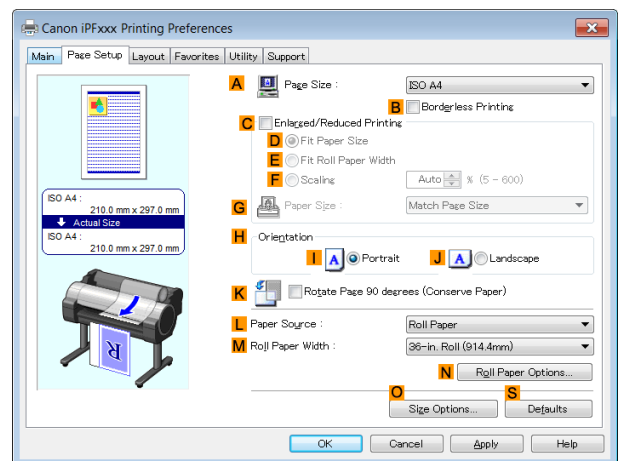 Canon iPFxxx Printing Preferences
Main Page Setup Layout Favorites Utility Support
A Page Size : ISO A4
B Borderless Printing
C Enlarged/Reduced Printing
D Fit Paper Size
E Fit Roll Paper Width
F Scaling Auto % (5 - 600)
ISO A4 :
210.0 mm x 297.0 mm
Actual Size
ISO A4 :
210.0 mm x 297.0 mm
G Paper Size : Match Page Size
H Orientation
I A Portrait J A Landscape
K Rotate Page 90 degrees (Conserve Paper)
L Paper Source : Roll Paper
M Roll Paper Width : 36-in. Roll (914.4mm)
R
N Roll Paper Options...
O S
Size Options... Defaults
OK Cancel Apply Help